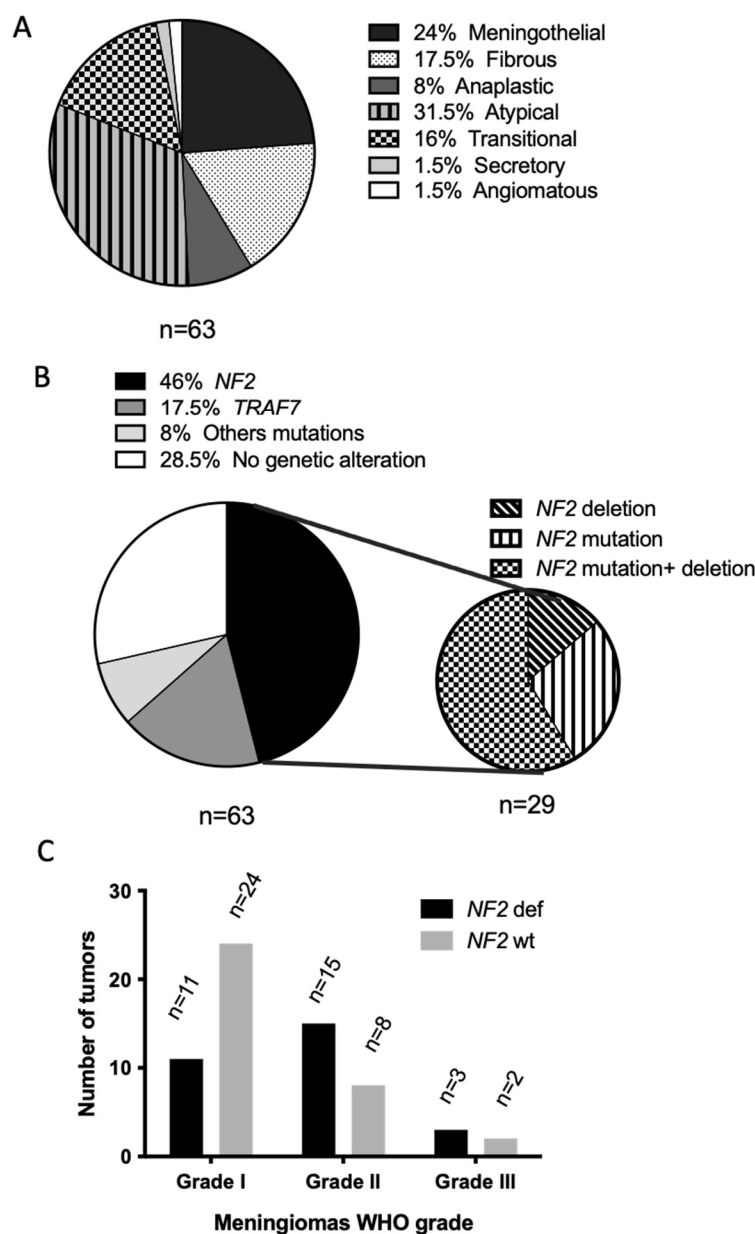 A
24% Meningothelial
17.5% Fibrous
8% Anaplastic
31.5% Atypical
16% Transitional
1.5% Secretory
1.5% Angiomatous
n=63
B
46% NF2
17.5% TRAF7
8% Others mutations
28.5% No genetic alteration
NF2 deletion
NF2 mutation
NF2 mutation+ deletion
n=63
n=29
C
Number of tumors
30
20
10
0
n=11
n=24
n=15
n=8
n=3
n=2
NF2 def
NF2 wt
Grade I
Grade II
Grade III
Meningiomas WHO grade